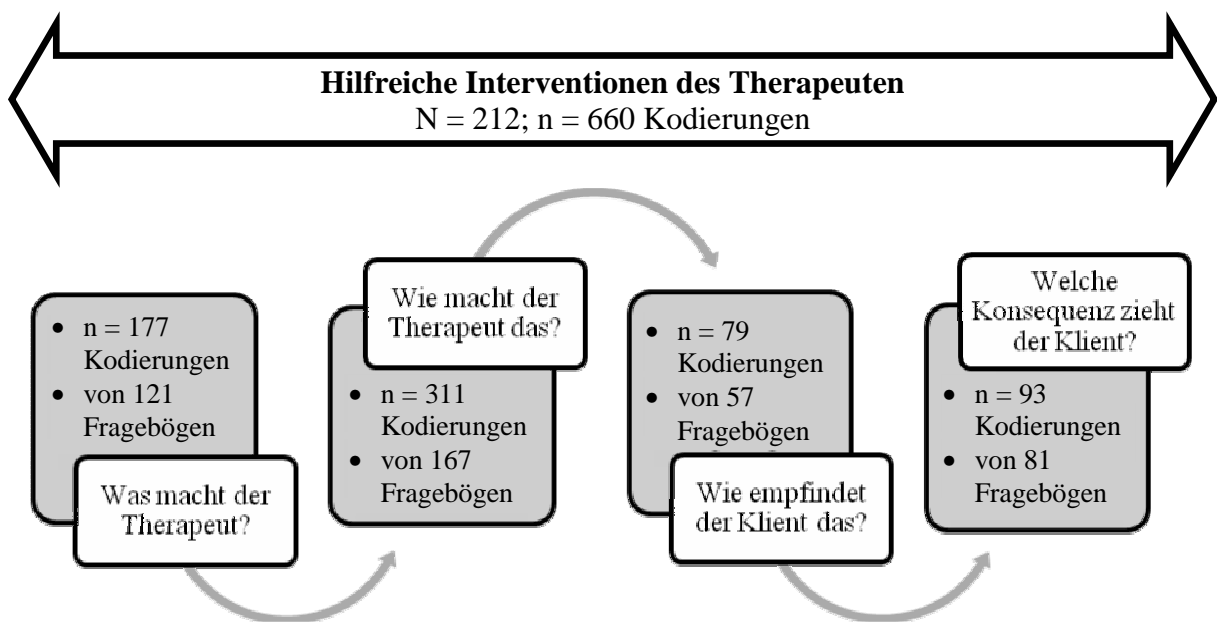 Hilfreiche Interventionen des Therapeuten
N = 212; n = 660 Kodierungen
• n = 177
Kodierungen
• von 121
Fragebögen
Was macht der
Therapeut?
Wie macht der
Therapeut das?
• n = 311
Kodierungen
• von 167
Fragebögen
• n = 79
Kodierungen
• von 57
Fragebögen
Wie empfindet
der Klient das?
Welche
Konsequenz zieht
der Klient?
• n = 93
Kodierungen
• von 81
Fragebögen